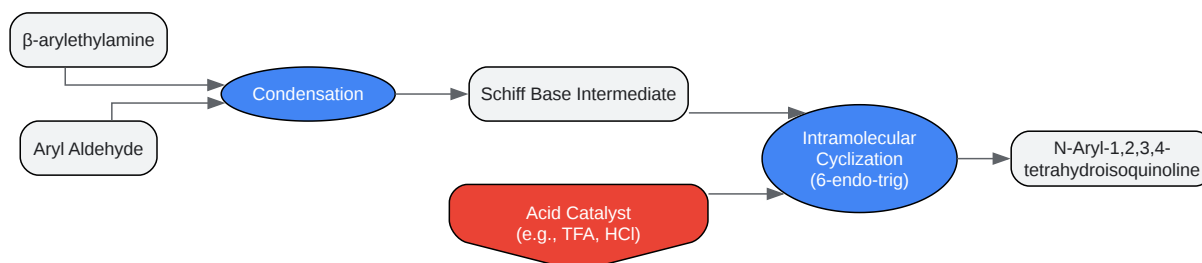 β-arylethylamine
Aryl Aldehyde
Condensation
Schiff Base Intermediate
Acid Catalyst
(e.g., TFA, HCl)
Intramolecular
Cyclization
(6-endo-trig)
N-Aryl-1,2,3,4-
tetrahydroisoquinoline